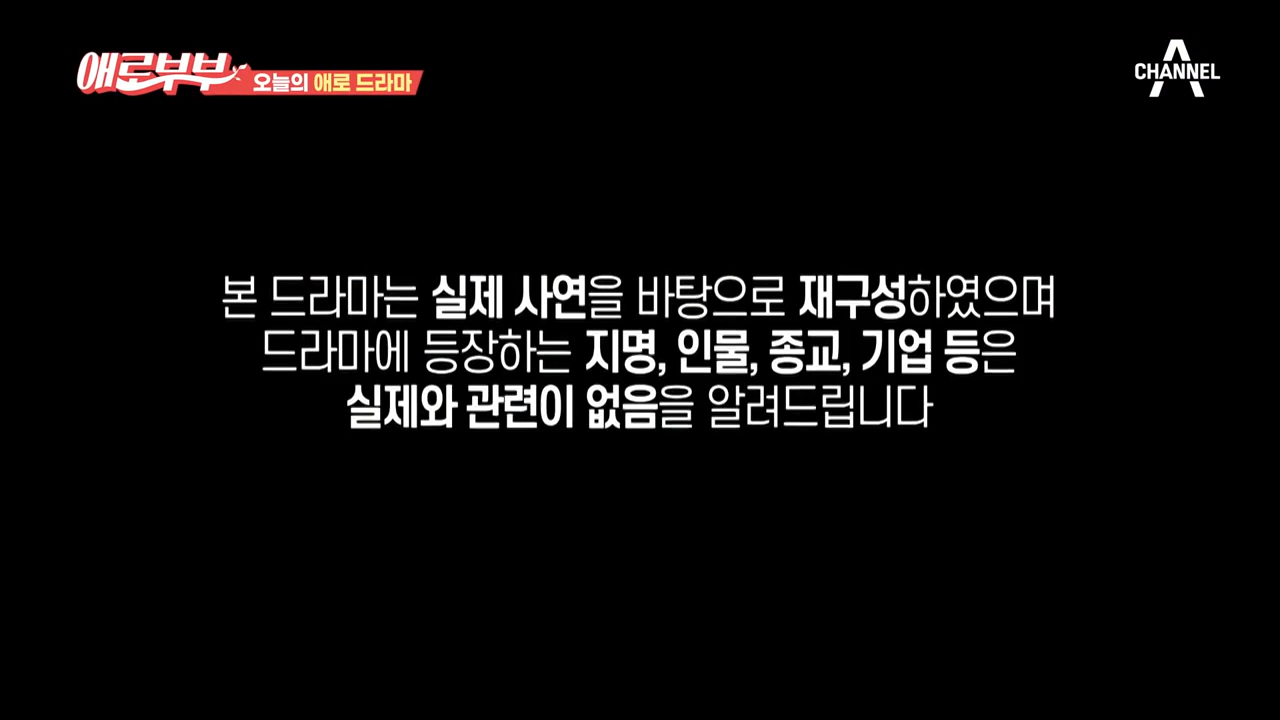 애로부부 오늘의 애로 드라마
CHANNEL A
본 드라마는 실제 사연을 바탕으로 재구성하였으며
드라마에 등장하는 지명, 인물, 종교, 기업 등은
실제와 관련이 없음을 알려드립니다